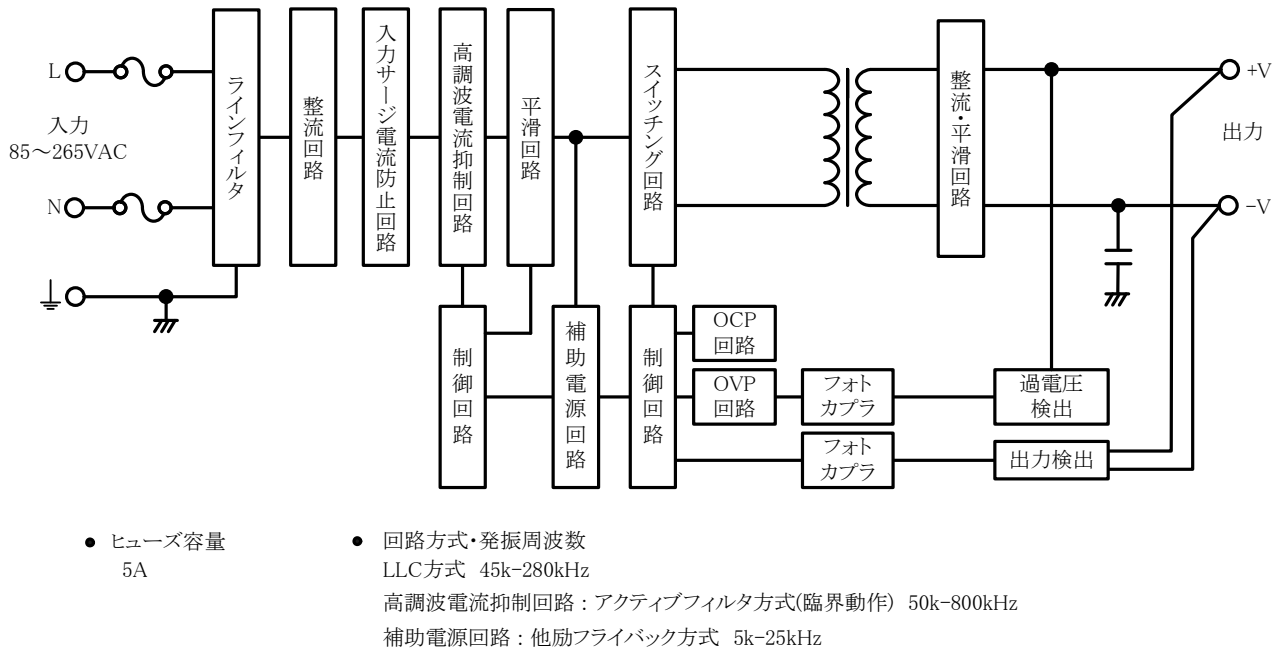 L
入力
85～265VAC
N
ラインフィルタ
整流回路
入力サージ電流防止回路
高調波電流抑制回路
平滑回路
スイッチング回路
整流・平滑回路
+V
出力
-V
制御回路
補助電源回路
制御回路
OCP
回路
OVP
回路
フォト
カプラ
過電圧
検出
フォト
カプラ
出力検出
● ヒューズ容量
5A
● 回路方式・発振周波数
LLC方式 45k-280kHz
高調波電流抑制回路 : アクティブフィルタ方式(臨界動作) 50k-800kHz
補助電源回路 : 他励フライバック方式 5k-25kHz